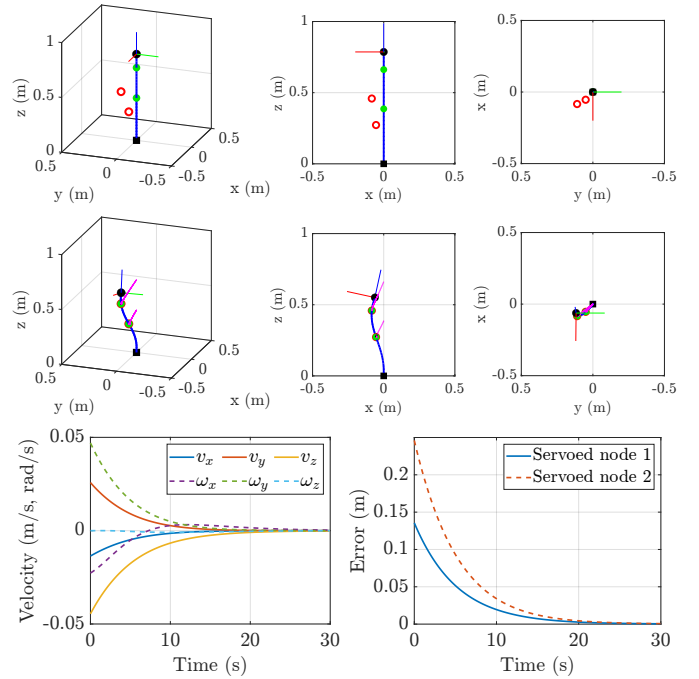 1
0.5
0
z (m)
0.5
0
-0.5
y (m)
0.5
0
-0.5
x (m)
1
0.5
0
z (m)
-0.5
0
0.5
x (m)
0.5
0
-0.5
x (m)
-0.5
0
0.5
y (m)
1
0.5
0
z (m)
0.5
0
-0.5
y (m)
0.5
0
-0.5
x (m)
1
0.5
0
z (m)
-0.5
0
0.5
x (m)
0.5
0
-0.5
x (m)
-0.5
0
0.5
y (m)
0.05
0
-0.05
Velocity (m/s, rad/s)
v_x v_y v_z
ω_x ω_y ω_z
0 10 20 30
Time (s)
0.2
0.15
0.1
0.05
0
Error (m)
Servoed node 1
Servoed node 2
0 10 20 30
Time (s)